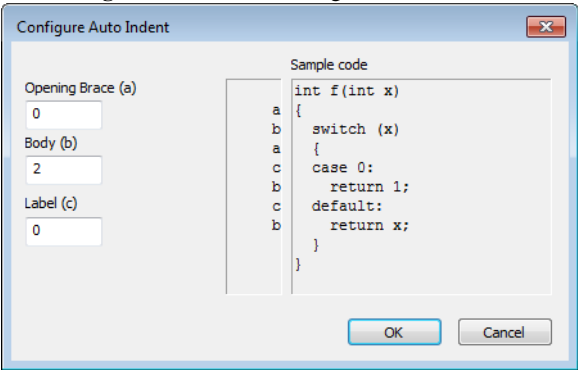 Configure Auto Indent
Opening Brace (a)
0
Body (b)
2
Label (c)
0
Sample code
int f(int x)
a {
b   switch (x)
a   {
c   case 0:
b     return 1;
c   default:
b     return x;
  }
}
OK Cancel